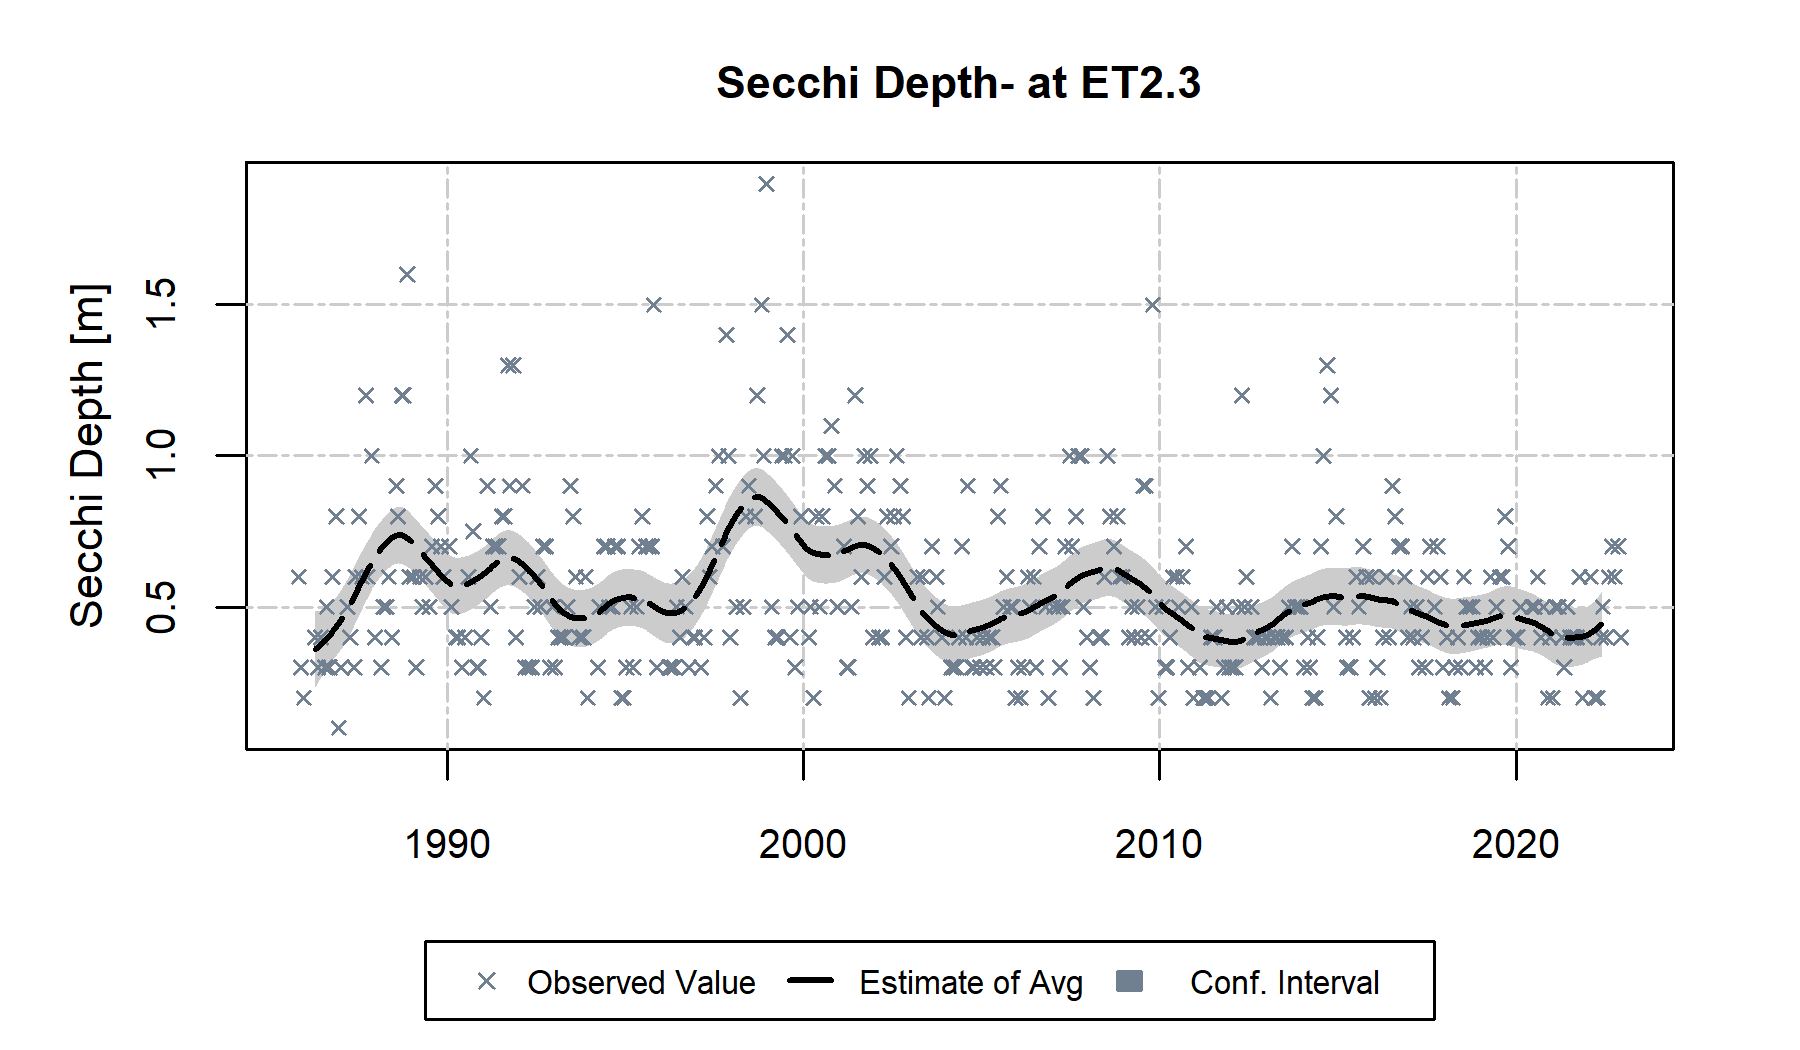 Secchi Depth- at ET2.3
Secchi Depth [m]
1.5
1.0
0.5
1990 2000 2010 2020
Observed Value Estimate of Avg Conf. Interval